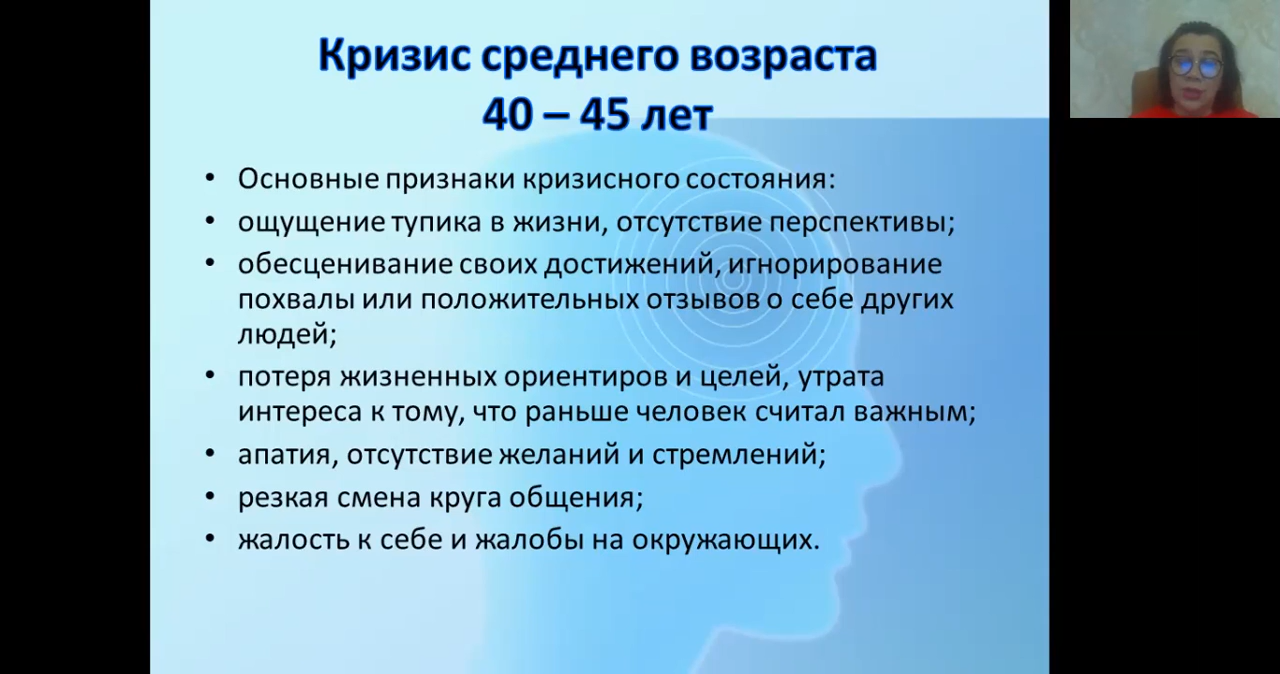 Кризис среднего возраста
40 – 45 лет
• Основные признаки кризисного состояния:
• ощущение тупика в жизни, отсутствие перспективы;
• обесценивание своих достижений, игнорирование
похвалы или положительных отзывов о себе других
людей;
• потеря жизненных ориентиров и целей, утрата
интереса к тому, что раньше человек считал важным;
• апатия, отсутствие желаний и стремлений;
• резкая смена круга общения;
• жалость к себе и жалобы на окружающих.